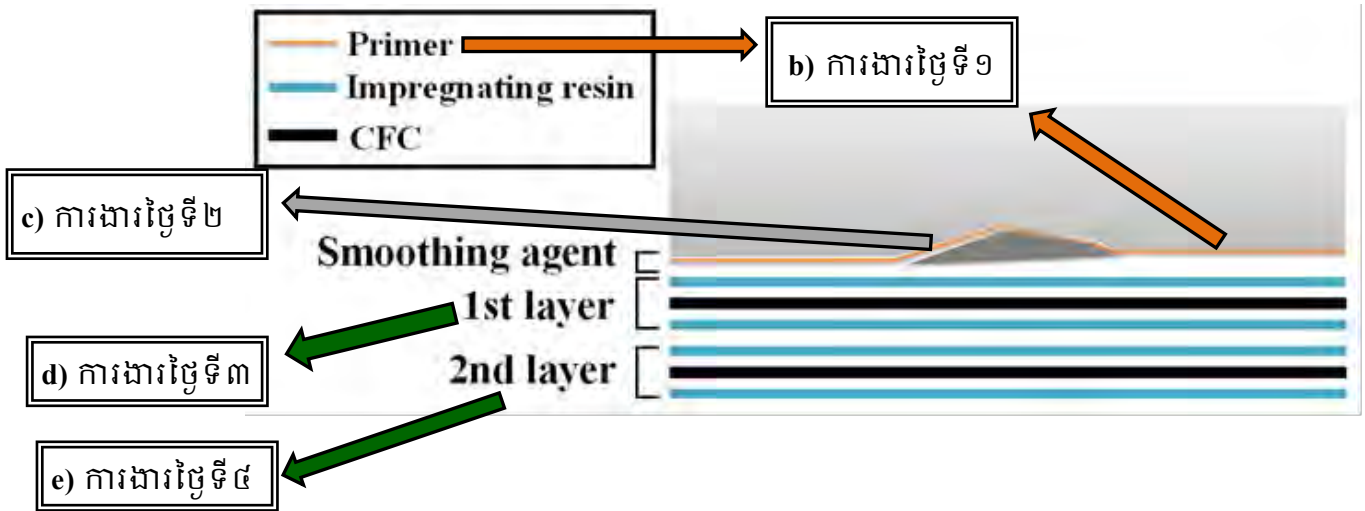 Primer
Impregnating resin
CFC
b) ការងារថ្ងៃទី១
c) ការងារថ្ងៃទី២
Smoothing agent
1st layer
d) ការងារថ្ងៃទី៣
2nd layer
e) ការងារថ្ងៃទី៤